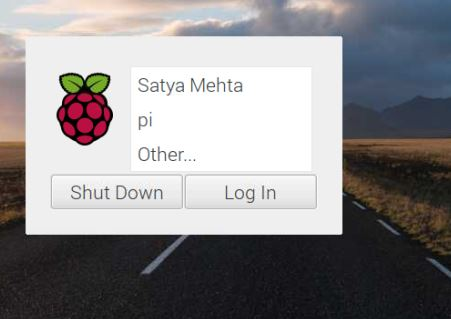 Satya Mehta
pi
Other...
Shut Down Log In